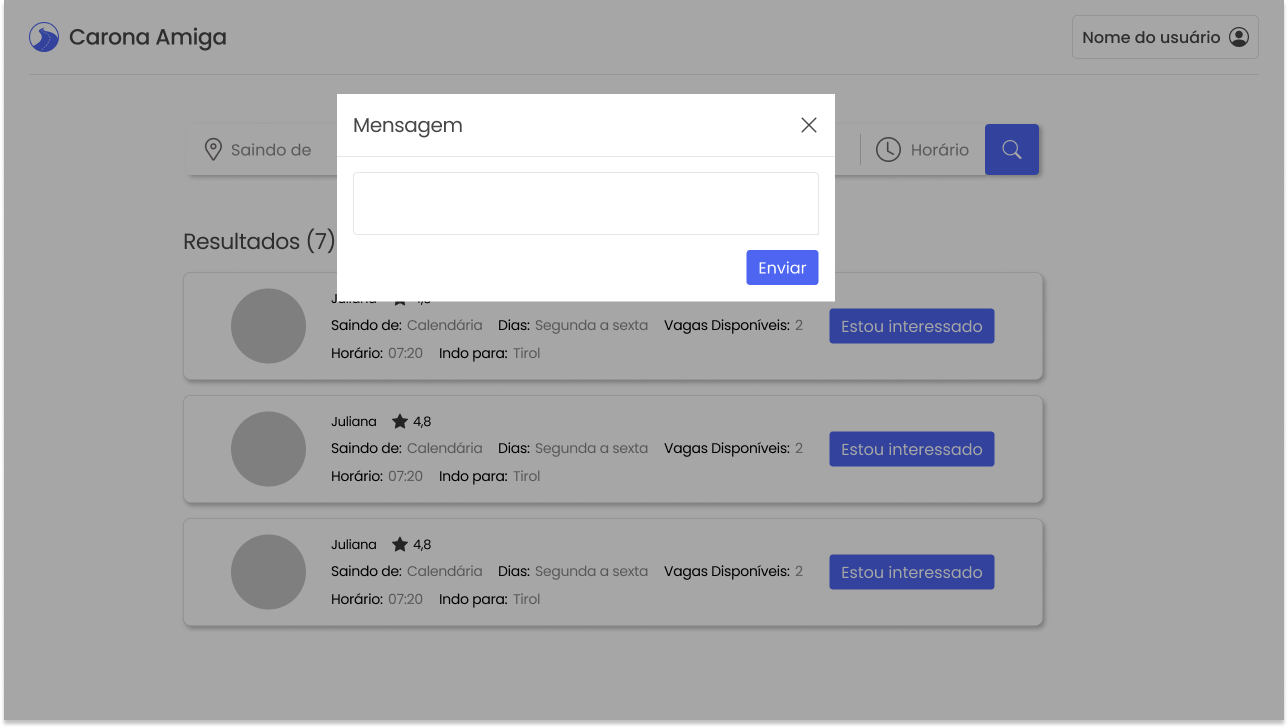 Carona Amiga
Nome do usuário
Mensagem
Saindo de
Horário
Resultados (7)
Enviar
Juliana 4,8
Saindo de: Calendária Dias: Segunda a sexta Vagas Disponíveis: 2
Estou interessado
Horário: 07:20 Indo para: Tirol
Juliana 4,8
Saindo de: Calendária Dias: Segunda a sexta Vagas Disponíveis: 2
Estou interessado
Horário: 07:20 Indo para: Tirol
Juliana 4,8
Saindo de: Calendária Dias: Segunda a sexta Vagas Disponíveis: 2
Estou interessado
Horário: 07:20 Indo para: Tirol